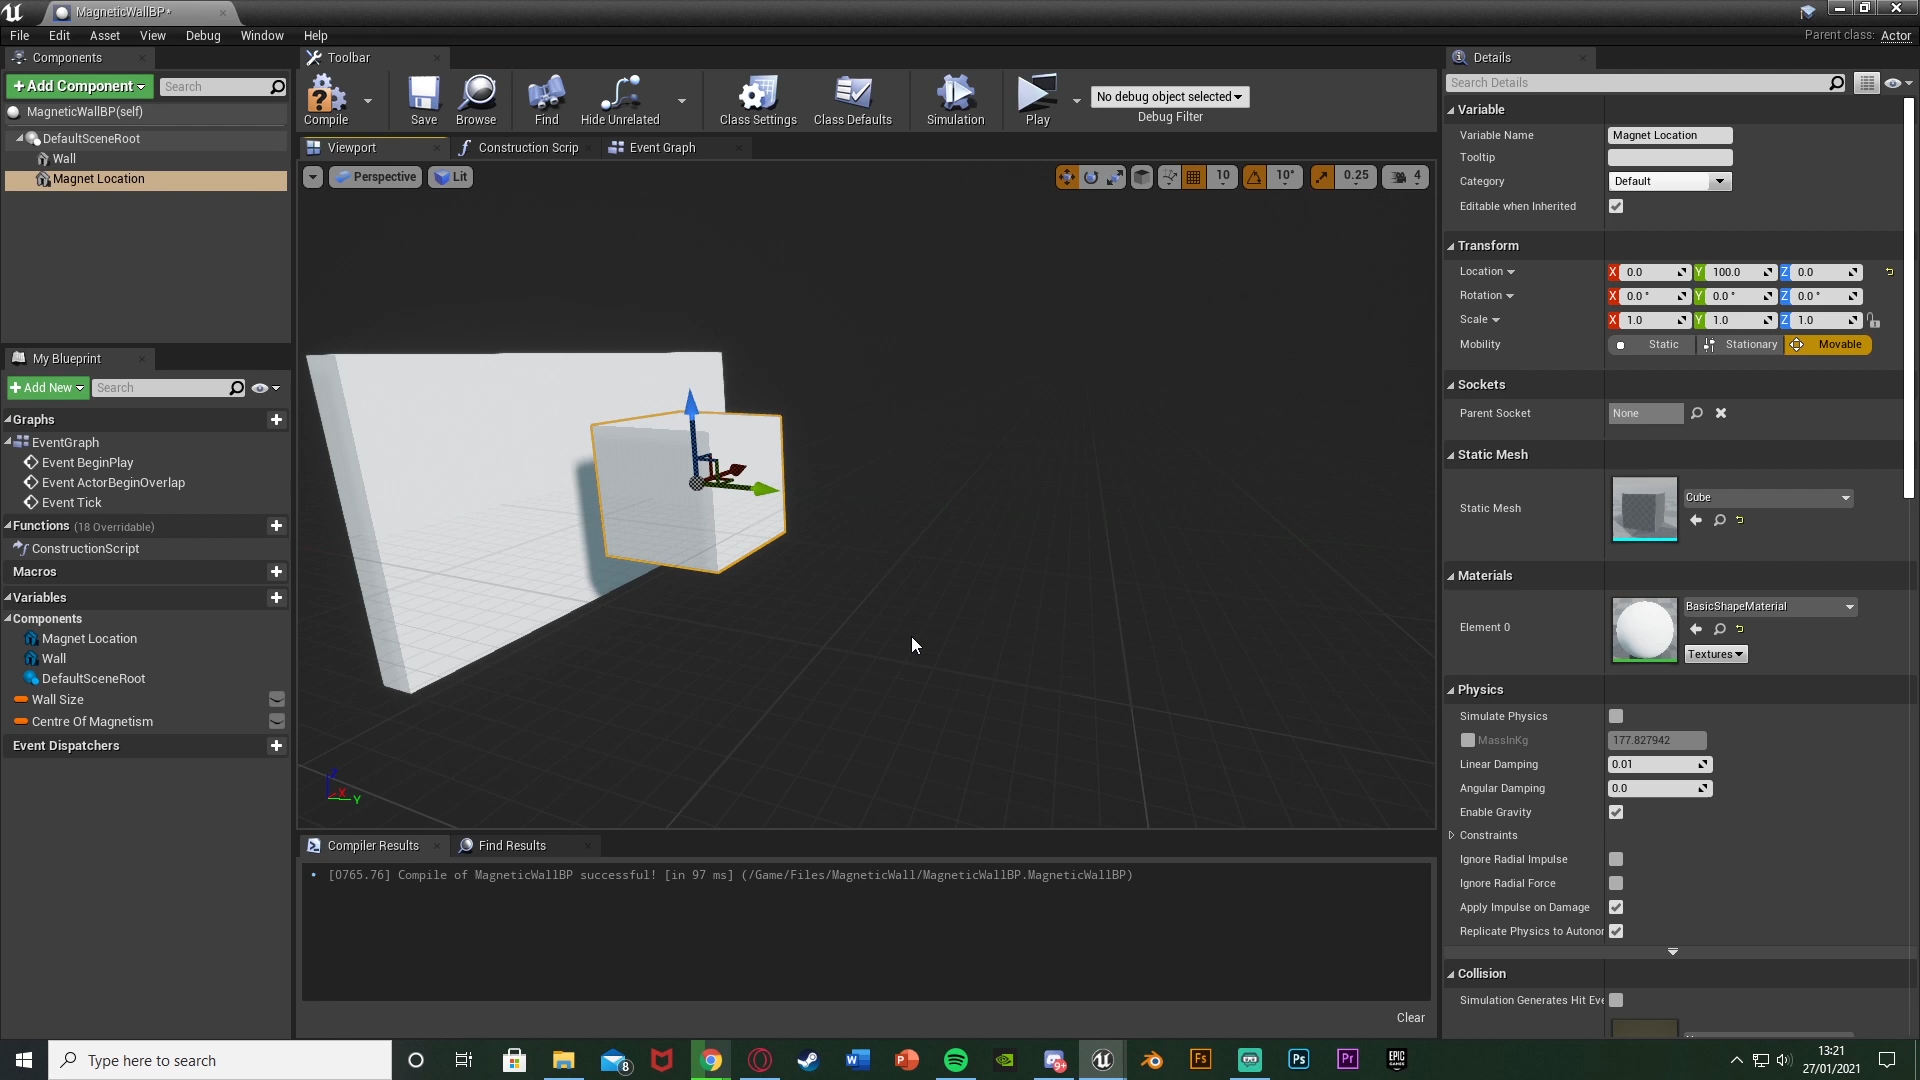 MagneticWallBP*
File Edit Asset View Debug Window Help
Parent class: Actor
Components
+ Add Component
Search
MagneticWallBP(self)
DefaultSceneRoot
Wall
Magnet Location
My Blueprint
+ Add New
Search
Graphs
EventGraph
Event BeginPlay
Event ActorBeginOverlap
Event Tick
Functions (18 Overridable)
ConstructionScript
Macros
Variables
Components
Magnet Location
Wall
DefaultSceneRoot
Wall Size
Centre Of Magnetism
Event Dispatchers
Toolbar
Compile
Save
Browse
Find
Hide Unrelated
Class Settings
Class Defaults
Simulation
Play
No debug object selected
Debug Filter
Viewport
Construction Scrip
Event Graph
Perspective
Lit
10
10°
0.25
4
Z
X
Y
Compiler Results
Find Results
• [0765.76] Compile of MagneticWallBP successful! [in 97 ms] (/Game/Files/MagneticWall/MagneticWallBP.MagneticWallBP)
Clear
Details
Search Details
Variable
Variable Name Magnet Location
Tooltip
Category Default
Editable when Inherited
Transform
Location X 0.0 Y 100.0 Z 0.0
Rotation X 0.0 ° Y 0.0 ° Z 0.0 °
Scale X 1.0 Y 1.0 Z 1.0
Mobility Static Stationary Movable
Sockets
Parent Socket None
Static Mesh
Static Mesh Cube
Materials
Element 0 BasicShapeMaterial
Textures
Physics
Simulate Physics
MassInKg 177.827942
Linear Damping 0.01
Angular Damping 0.0
Enable Gravity
Constraints
Ignore Radial Impulse
Ignore Radial Force
Apply Impulse on Damage
Replicate Physics to Autonor
Collision
Simulation Generates Hit Eve
Type here to search
8
9+
W
P
Fs
Ps
Pr
EPIC GAMES
13:21
27/01/2021